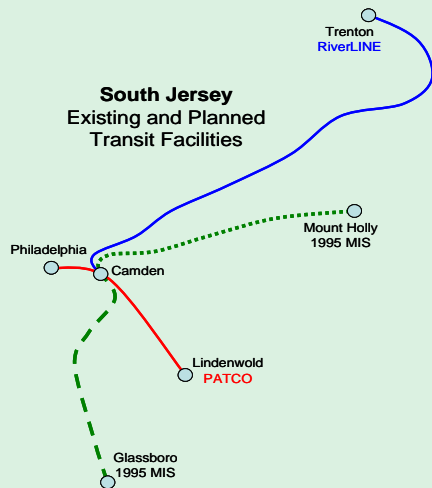 Trenton
RiverLINE
South Jersey
Existing and Planned
Transit Facilities
Mount Holly
1995 MIS
Philadelphia
Camden
Lindenwold
PATCO
Glassboro
1995 MIS